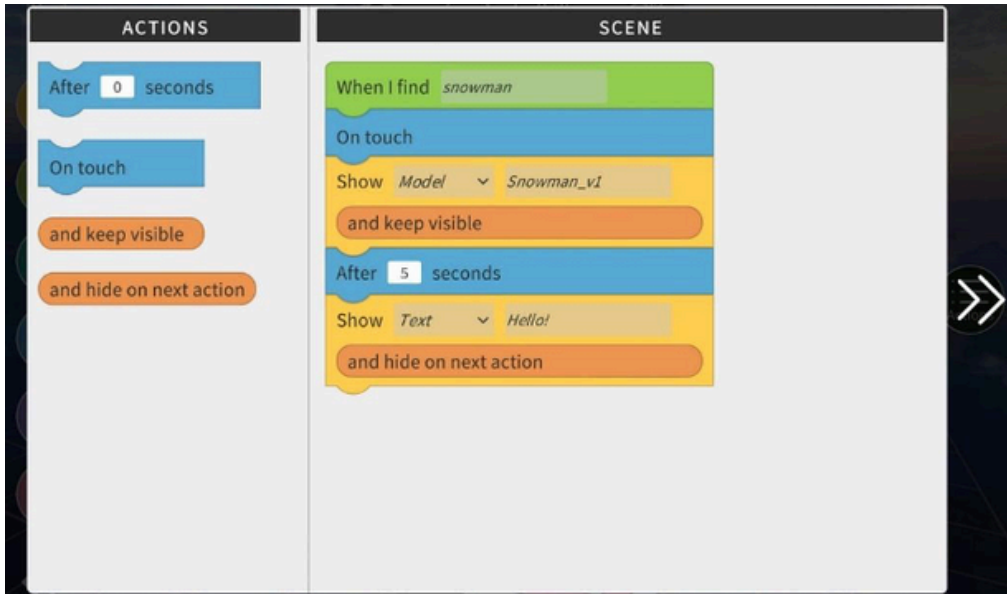 ACTIONS
After 0 seconds
On touch
and keep visible
and hide on next action
SCENE
When I find snowman
On touch
Show Model Snowman_v1
and keep visible
After 5 seconds
Show Text Hello!
and hide on next action